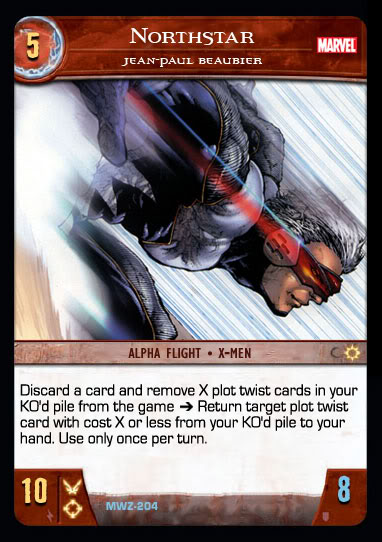 5
NORTHSTAR
MARVEL
JEAN-PAUL BEAUBIER
ALPHA FLIGHT • X-MEN
C
Discard a card and remove X plot twist cards in your
KO'd pile from the game ➔ Return target plot twist
card with cost X or less from your KO'd pile to your
hand. Use only once per turn.
10
MWZ-204
8